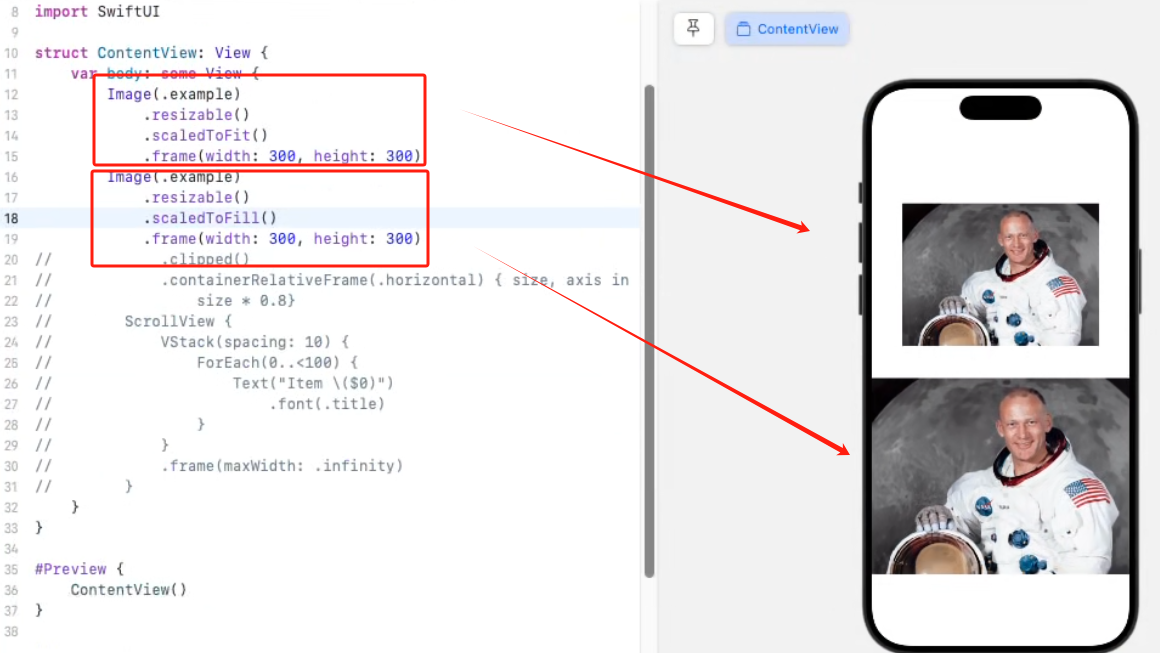 8 import SwiftUI
9
10 struct ContentView: View {
11 var body: some View {
12 Image(.example)
13 .resizable()
14 .scaledToFit()
15 .frame(width: 300, height: 300)
16 Image(.example)
17 .resizable()
18 .scaledToFill()
19 .frame(width: 300, height: 300)
20 // .clipped()
21 // .containerRelativeFrame(.horizontal) { size, axis in
22 // size * 0.8}
23 // ScrollView {
24 // VStack(spacing: 10) {
25 // ForEach(0..<100) {
26 // Text("Item \($0)")
27 // .font(.title)
28 // }
29 // }
30 // .frame(maxWidth: .infinity)
31 // }
32 }
33 }
34
35 #Preview {
36 ContentView()
37 }
38
ContentView
NASA